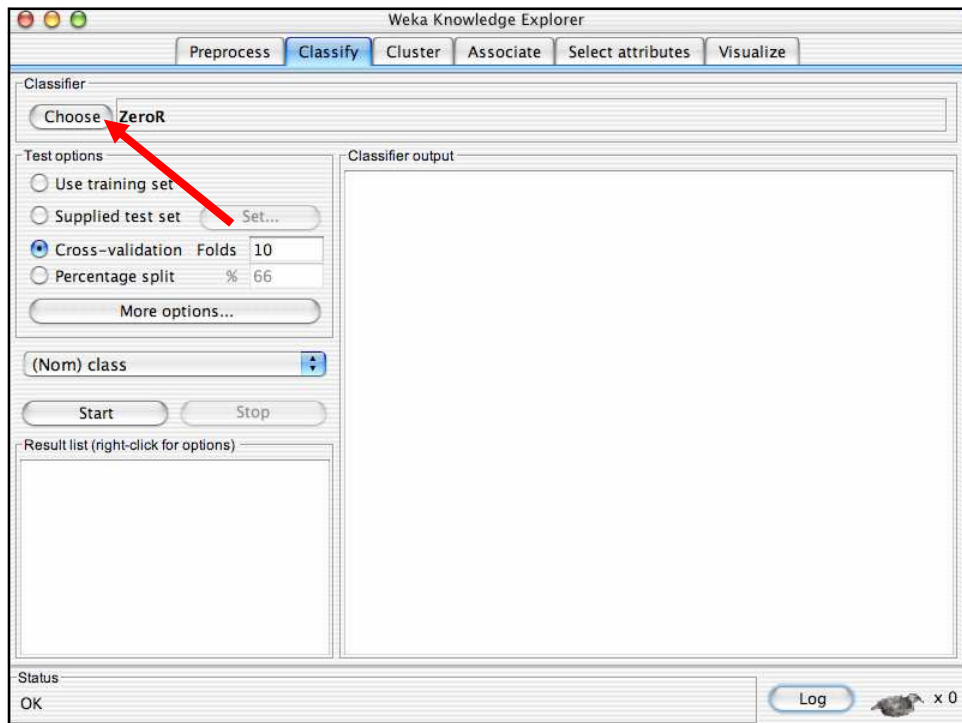 Weka Knowledge Explorer
Preprocess Classify Cluster Associate Select attributes Visualize
Classifier
Choose ZeroR
Test options
Use training set
Supplied test set Set...
Cross-validation Folds 10
Percentage split % 66
More options...
(Nom) class
Start Stop
Result list (right-click for options)
Classifier output
Status
OK
Log x 0